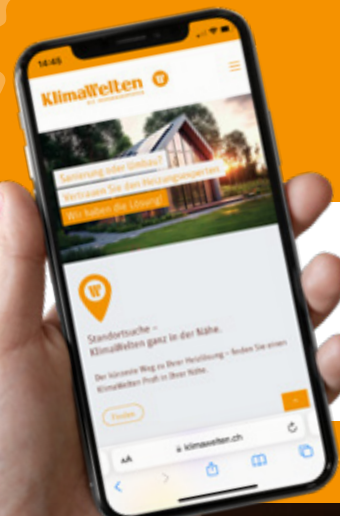 14:46
KlimaWelten W
Sanierung oder Umbau?
Vertrauen Sie den Heizungsexperten
Wir haben die Lösung!
W
Standortsuche –
KlimaWelten ganz in der Nähe.
Der kürzeste Weg zu Ihrer Heizlösung – finden Sie einen
KlimaWelten Profi in Ihrer Nähe.
Finden
AA klimawelten.ch